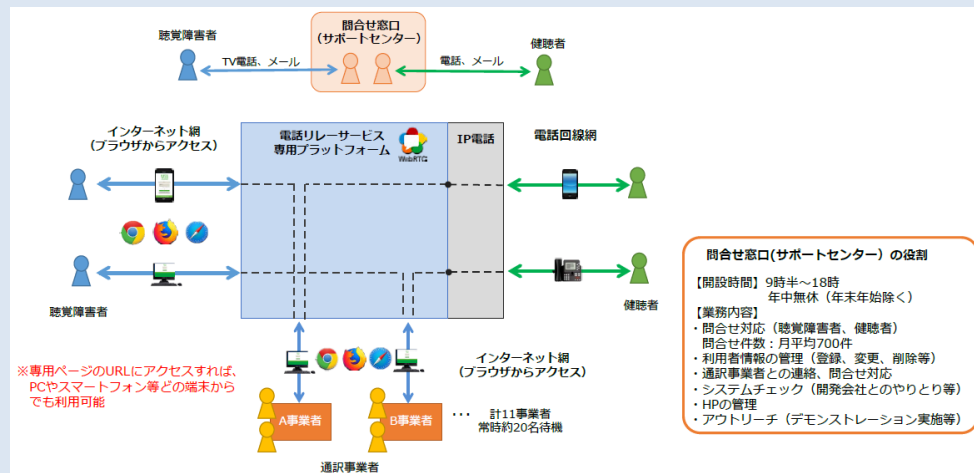 問合せ窓口
(サポートセンター)
聴覚障害者
健聴者
TV電話、メール
電話、メール
インターネット網
(ブラウザからアクセス)
電話リレーサービス
専用プラットフォーム
WebRTC
IP電話
電話回線網
聴覚障害者
健聴者
※専用ページのURLにアクセスすれば、
PCやスマートフォン等どの端末から
でも利用可能
インターネット網
(ブラウザからアクセス)
A事業者
B事業者
… 計11事業者
常時約20名待機
通訳事業者
問合せ窓口(サポートセンター)の役割
【開設時間】9時半~18時
年中無休(年末年始除く)
【業務内容】
・問合せ対応(聴覚障害者、健聴者)
問合せ件数:月平均700件
・利用者情報の管理(登録、変更、削除等)
・通訳事業者との連絡、問合せ対応
・システムチェック(開発会社とのやりとり等)
・HPの管理
・アウトリーチ(デモンストレーション実施等)